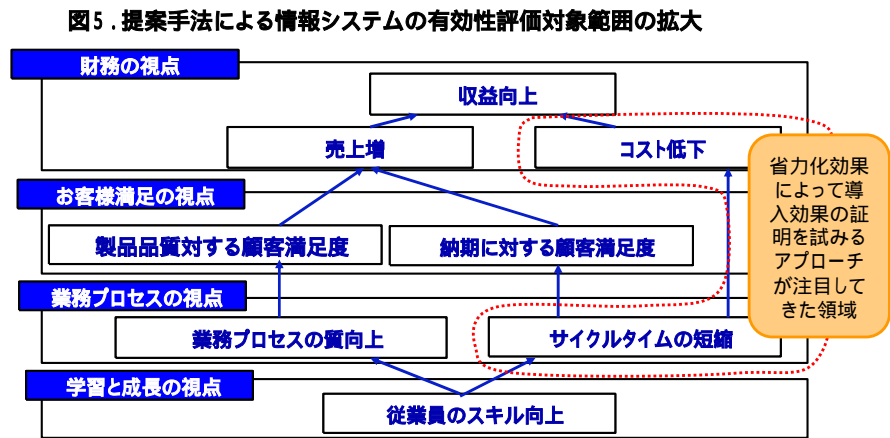 図5．提案手法による情報システムの有効性評価対象範囲の拡大
財務の視点
収益向上
売上増
コスト低下
お客様満足の視点
製品品質対する顧客満足度
納期に対する顧客満足度
業務プロセスの視点
業務プロセスの質向上
サイクルタイムの短縮
学習と成長の視点
従業員のスキル向上
省力化効果
によって導
入効果の証
明を試みる
アプローチ
が注目して
きた領域